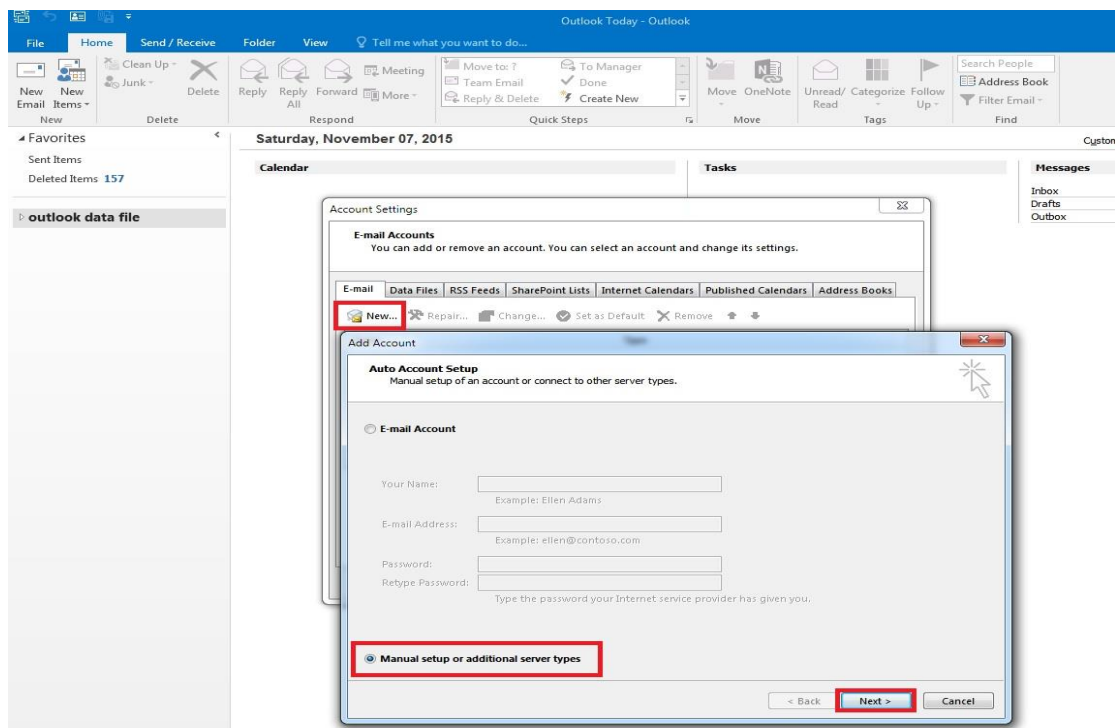 Outlook Today - Outlook
File Home Send / Receive Folder View Tell me what you want to do...
New Email
New Items
Clean Up
Junk
Delete
Reply
Reply All
Forward
Meeting
More
Move to: ?
Team Email
Reply & Delete
To Manager
Done
Create New
Move
OneNote
Unread/ Read
Categorize
Follow Up
Search People
Address Book
Filter Email
New Delete Respond Quick Steps Move Tags Find
Favorites
Sent Items
Deleted Items 157
outlook data file
Saturday, November 07, 2015
Calendar Tasks Messages
Inbox
Drafts
Outbox
Account Settings
E-mail Accounts
You can add or remove an account. You can select an account and change its settings.
E-mail Data Files RSS Feeds SharePoint Lists Internet Calendars Published Calendars Address Books
New... Repair... Change... Set as Default Remove
Add Account
Auto Account Setup
Manual setup of an account or connect to other server types.
E-mail Account
Your Name:
Example: Ellen Adams
E-mail Address:
Example: ellen@contoso.com
Password:
Retype Password:
Type the password your Internet service provider has given you.
Manual setup or additional server types
< Back Next > Cancel